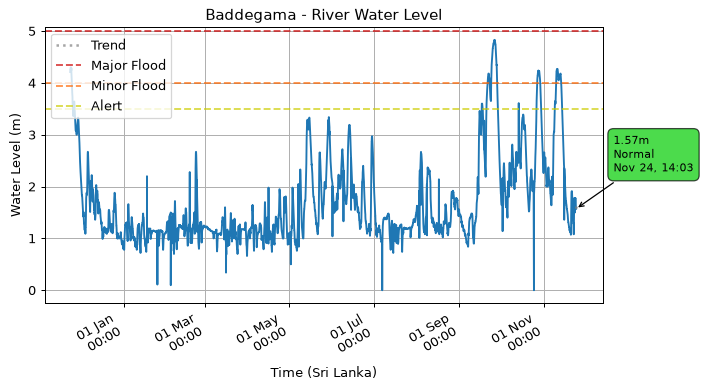 Baddegama - River Water Level
Trend
Major Flood
Minor Flood
Alert
Water Level (m)
5
4
3
2
1
0
1.57m
Normal
Nov 24, 14:03
01 Jan
00:00
01 Mar
00:00
01 May
00:00
01 Jul
00:00
01 Sep
00:00
01 Nov
00:00
Time (Sri Lanka)